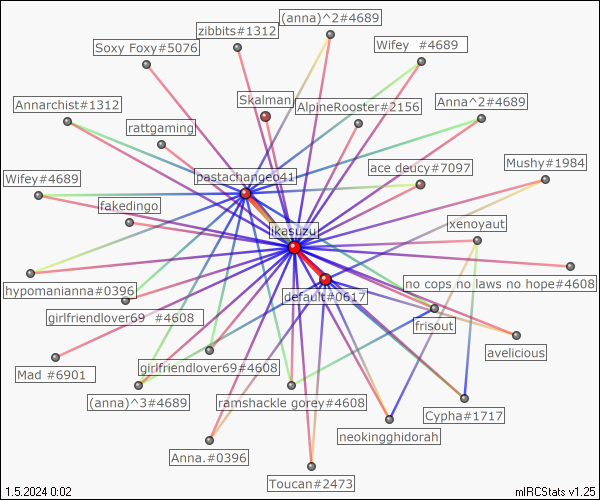 (anna)^2#4689
zibbits#1312
Soxy Foxy#5076
Wifey  #4689
Skalman
Annarchist#1312
AlpineRooster#2156
Anna^2#4689
rattgaming
ace deucy#7097
Mushy#1984
pastachangeo41
Wifey#4689
fakedingo
xenoyaut
ikasuzu
hypomanianna#0396
no cops no laws no hope#4608
default#0617
girlfriendlover69  #4608
frisout
avelicious
Mad #6901
girlfriendlover69#4608
(anna)^3#4689
ramshackle gorey#4608
Cypha#1717
neokingghidorah
Anna.#0396
Toucan#2473
1.5.2024 0:02
mIRCStats v1.25